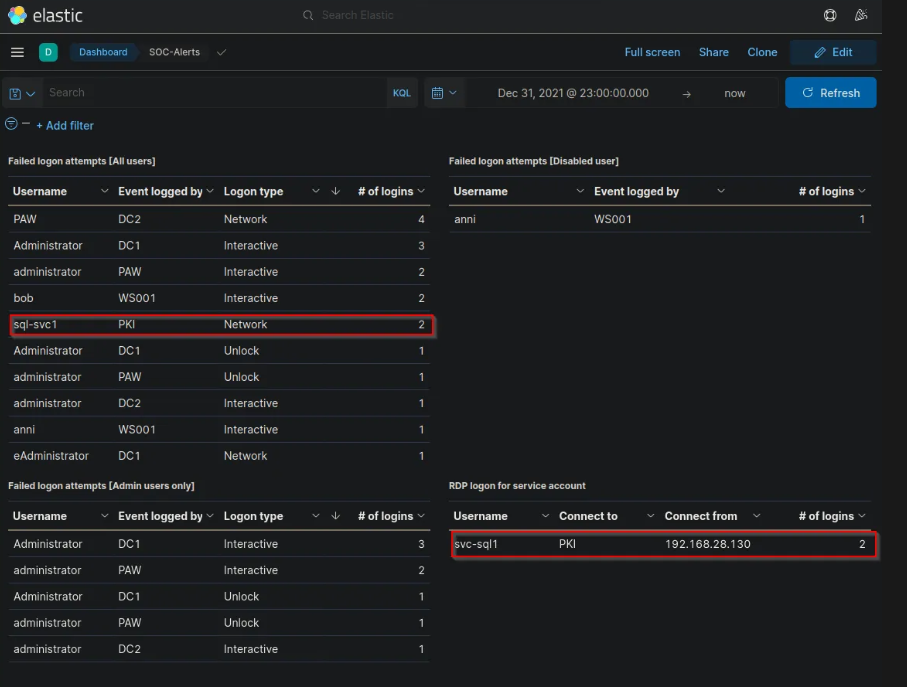 elastic
Search Elastic
D Dashboard SOC-Alerts Full screen Share Clone Edit
Search KQL Dec 31, 2021 @ 23:00:00.000 → now Refresh
+ Add filter
Failed logon attempts [All users]
Username Event logged by Logon type # of logins
PAW DC2 Network 4
Administrator DC1 Interactive 3
administrator PAW Interactive 2
bob WS001 Interactive 2
sql-svc1 PKI Network 2
Administrator DC1 Unlock 1
administrator PAW Unlock 1
administrator DC2 Interactive 1
anni WS001 Interactive 1
eAdministrator DC1 Network 1
Failed logon attempts [Disabled user]
Username Event logged by # of logins
anni WS001 1
Failed logon attempts [Admin users only]
Username Event logged by Logon type # of logins
Administrator DC1 Interactive 3
administrator PAW Interactive 2
Administrator DC1 Unlock 1
administrator PAW Unlock 1
administrator DC2 Interactive 1
RDP logon for service account
Username Connect to Connect from # of logins
svc-sql1 PKI 192.168.28.130 2